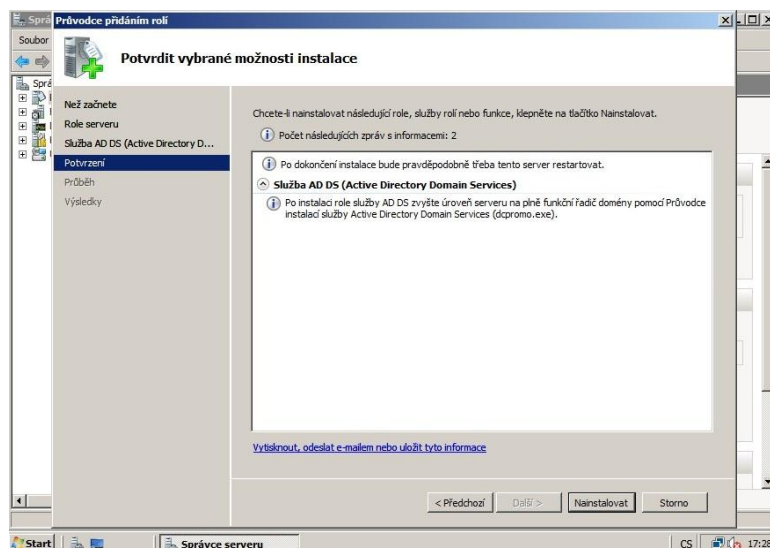 Průvodce přidáním rolí
Soubor
Potvrdit vybrané možnosti instalace
Než začnete
Role serveru
Služba AD DS (Active Directory D...
Potvrzení
Průběh
Výsledky
Chcete-li nainstalovat následující role, služby rolí nebo funkce, klepněte na tlačítko Nainstalovat.
Počet následujících zpráv s informacemi: 2
Po dokončení instalace bude pravděpodobně třeba tento server restartovat.
Služba AD DS (Active Directory Domain Services)
Po instalaci role služby AD DS zvyšte úroveň serveru na plně funkční řadič domény pomocí Průvodce
instalací služby Active Directory Domain Services (dcpromo.exe).
Vytisknout, odeslat e-mailem nebo uložit tyto informace
< Předchozí
Další >
Nainstalovat
Storno
Start
Správce serveru
CS
17:28